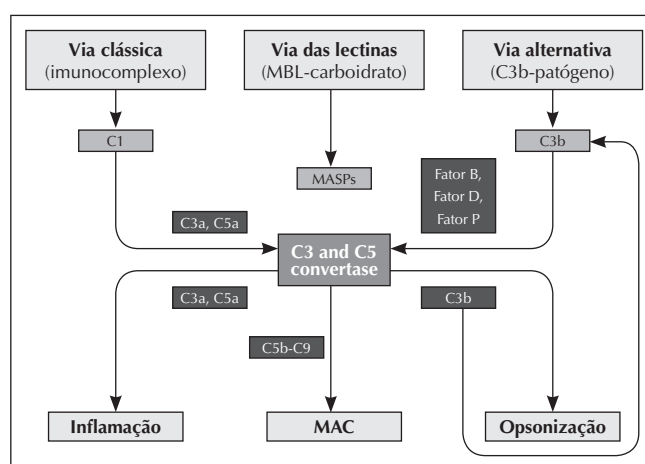 Via clássica
(imunocomplexo)
Via das lectinas
(MBL-carboidrato)
Via alternativa
(C3b-patógeno)
C1
C3b
MASPs
Fator B,
Fator D,
Fator P
C3a, C5a
C3 and C5
convertase
C3a, C5a
C3b
C5b-C9
Inflamação
MAC
Opsonização